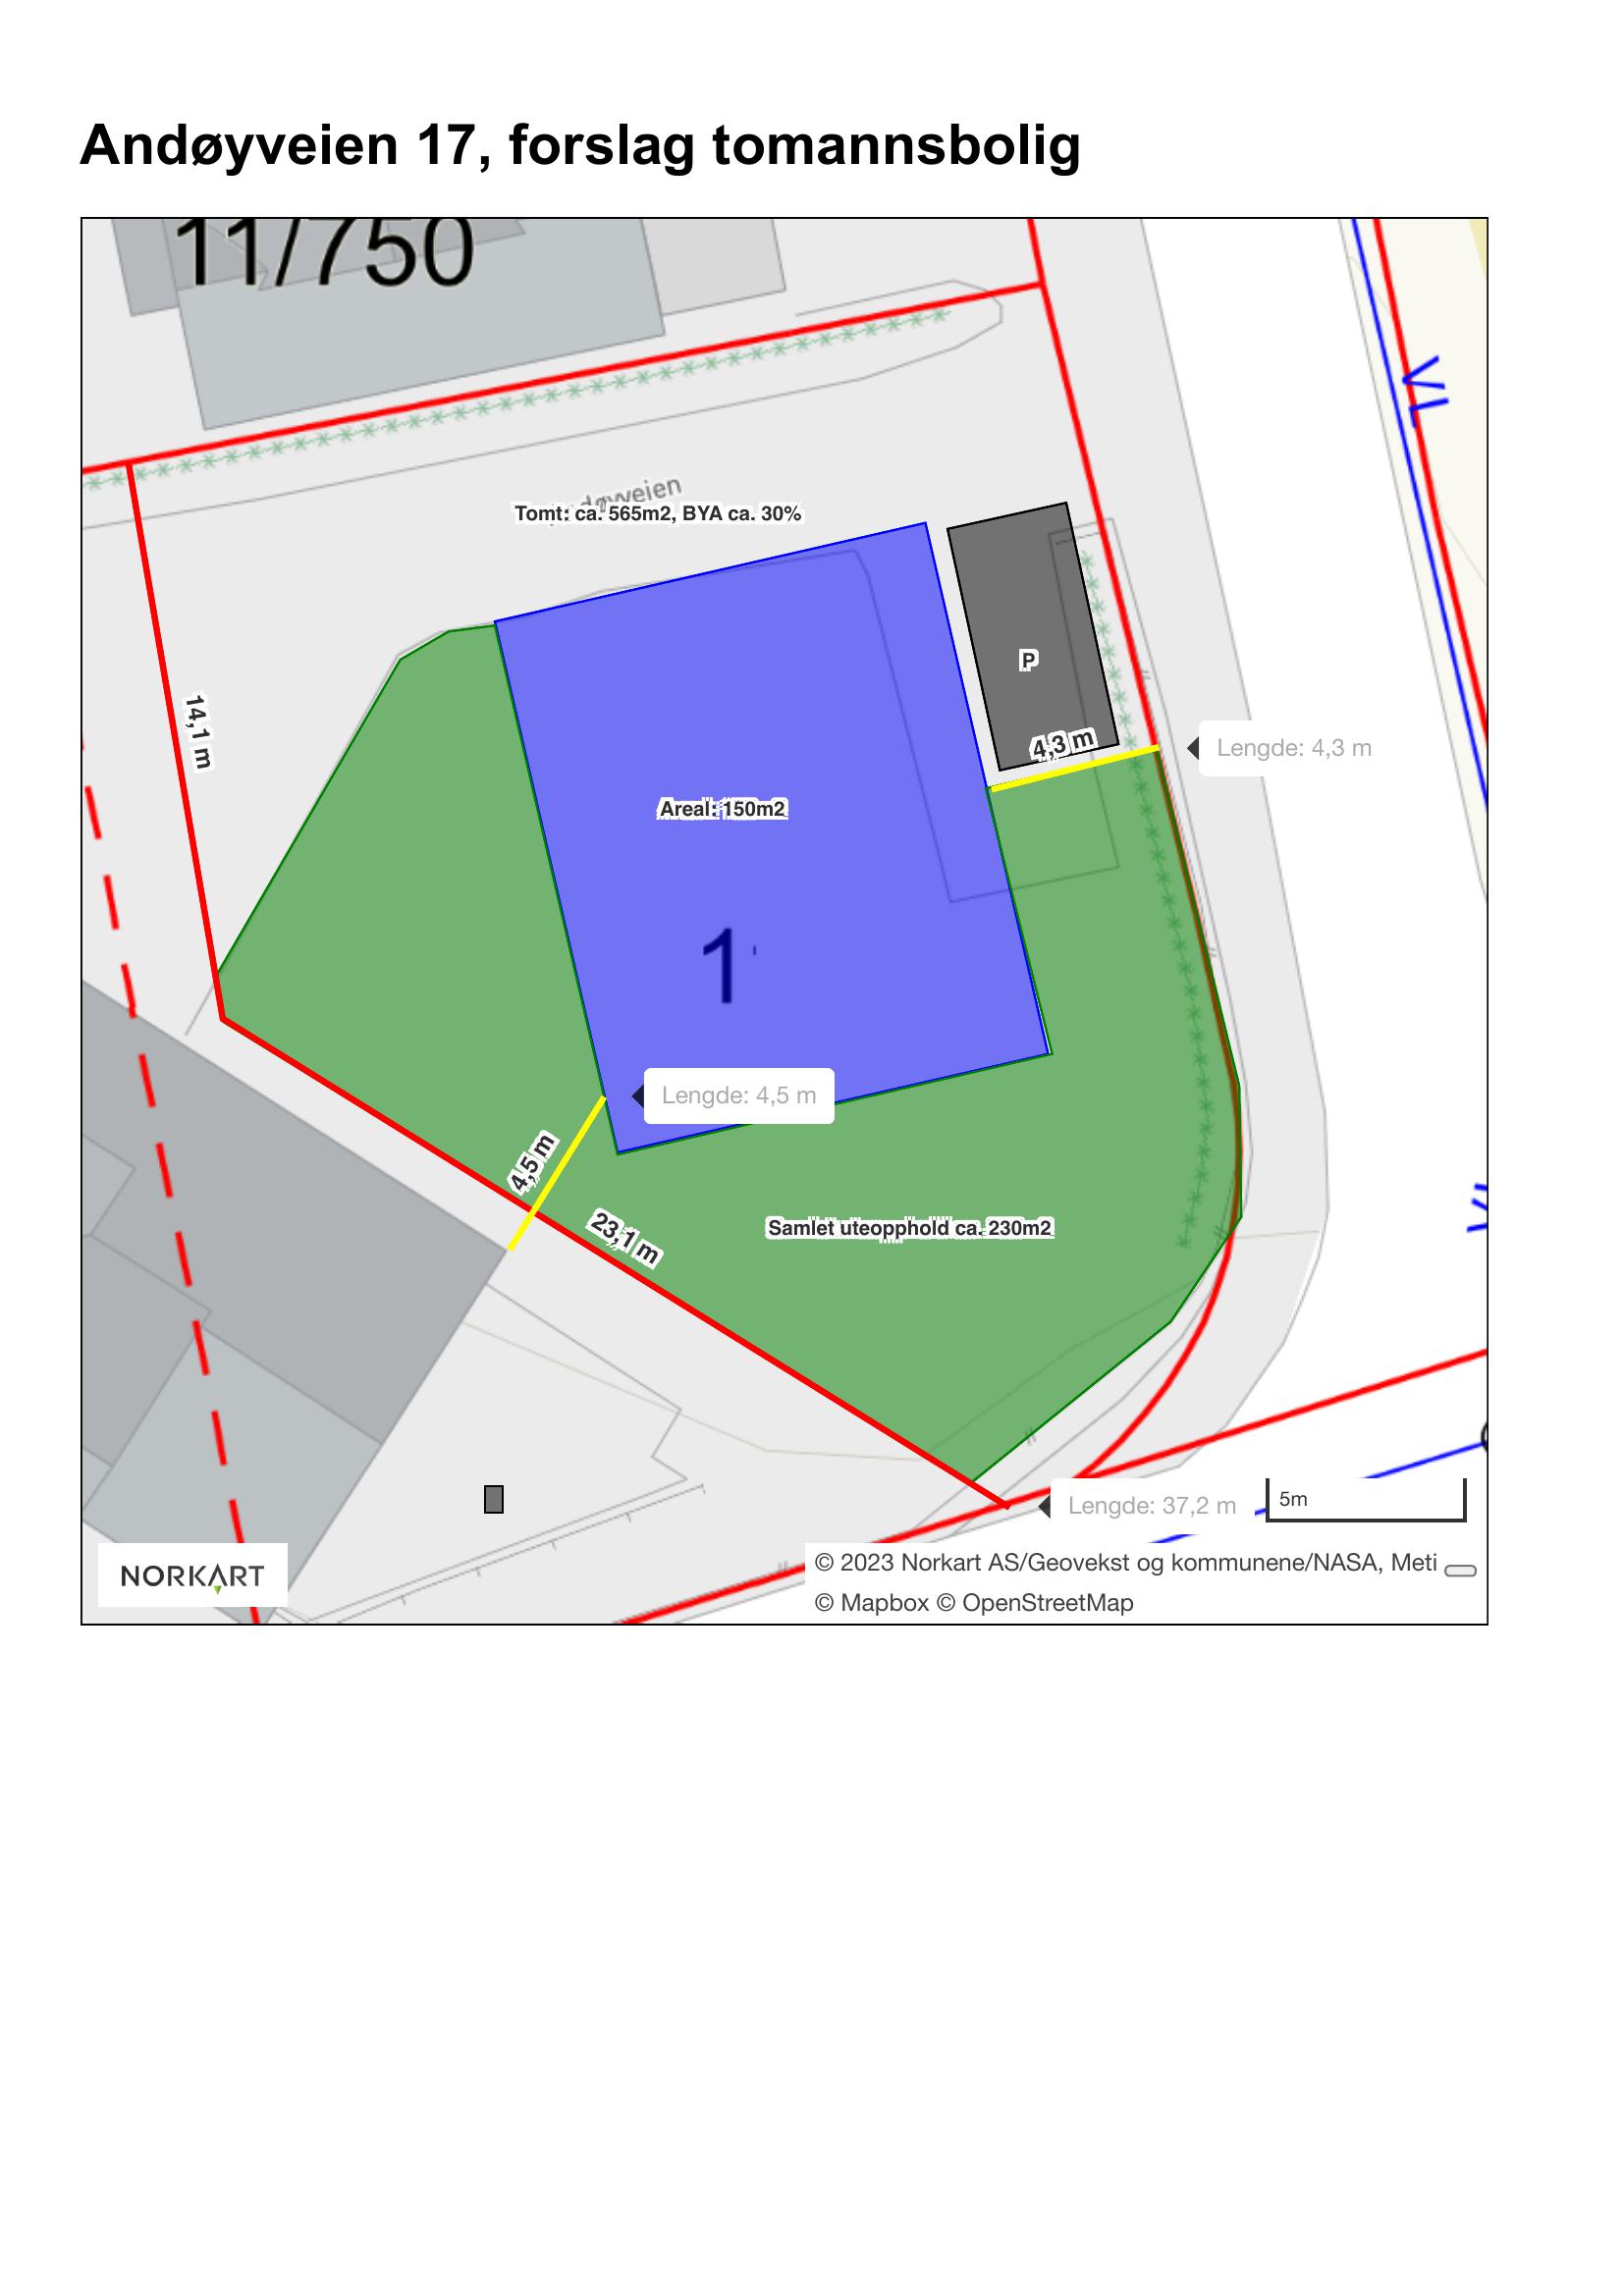 Andøyveien 17, forslag tomannsbolig
11/750
VL
Tomt: ca. 565m2, BYA ca. 30%
14,1 m
P
4,3 m
Lengde: 4,3 m
Areal: 150m2
1
Lengde: 4,5 m
4,5 m
23,1 m
Samlet uteopphold ca. 230m2
Lengde: 37,2 m
5m
NORKART
© 2023 Norkart AS/Geovekst og kommunene/NASA, Meti
© Mapbox © OpenStreetMap